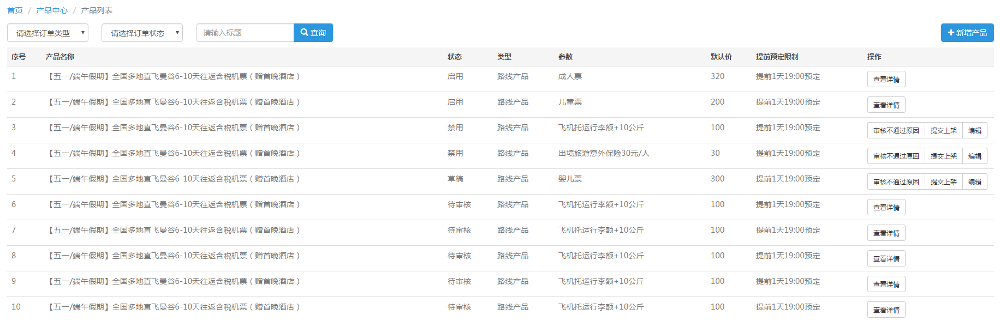 首页 / 产品中心 / 产品列表
请选择订单类型 请选择订单状态 请输入标题 查询 新增产品
序号 产品名称 状态 类型 参数 默认价 提前预定限制 操作
1 【五一/端午假期】全国多地直飞曼谷6-10天往返含税机票（赠首晚酒店） 启用 路线产品 成人票 320 提前1天19:00预定 查看详情
2 【五一/端午假期】全国多地直飞曼谷6-10天往返含税机票（赠首晚酒店） 启用 路线产品 儿童票 200 提前1天19:00预定 查看详情
3 【五一/端午假期】全国多地直飞曼谷6-10天往返含税机票（赠首晚酒店） 禁用 路线产品 飞机托运行李额+10公斤 100 提前1天19:00预定 审核不通过原因 提交上架 编辑
4 【五一/端午假期】全国多地直飞曼谷6-10天往返含税机票（赠首晚酒店） 禁用 路线产品 出境旅游意外保险30元/人 30 提前1天19:00预定 审核不通过原因 提交上架 编辑
5 【五一/端午假期】全国多地直飞曼谷6-10天往返含税机票（赠首晚酒店） 草稿 路线产品 婴儿票 300 提前1天19:00预定 审核不通过原因 提交上架 编辑
6 【五一/端午假期】全国多地直飞曼谷6-10天往返含税机票（赠首晚酒店） 待审核 路线产品 飞机托运行李额+10公斤 100 提前1天19:00预定 查看详情
7 【五一/端午假期】全国多地直飞曼谷6-10天往返含税机票（赠首晚酒店） 待审核 路线产品 飞机托运行李额+10公斤 100 提前1天19:00预定 查看详情
8 【五一/端午假期】全国多地直飞曼谷6-10天往返含税机票（赠首晚酒店） 待审核 路线产品 飞机托运行李额+10公斤 100 提前1天19:00预定 查看详情
9 【五一/端午假期】全国多地直飞曼谷6-10天往返含税机票（赠首晚酒店） 待审核 路线产品 飞机托运行李额+10公斤 100 提前1天19:00预定 查看详情
10 【五一/端午假期】全国多地直飞曼谷6-10天往返含税机票（赠首晚酒店） 待审核 路线产品 飞机托运行李额+10公斤 100 提前1天19:00预定 查看详情